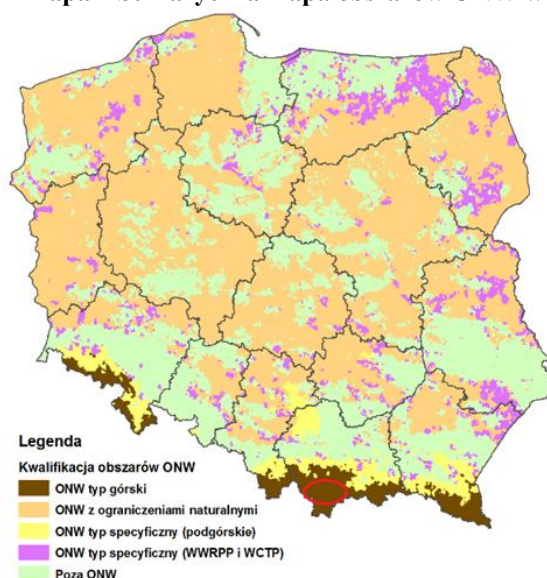 Legenda
Kwalifikacja obszarów ONW
ONW typ górski
ONW z ograniczeniami naturalnymi
ONW typ specyficzny (podgórskie)
ONW typ specyficzny (WWRPP i WCTP)
Poza ONW